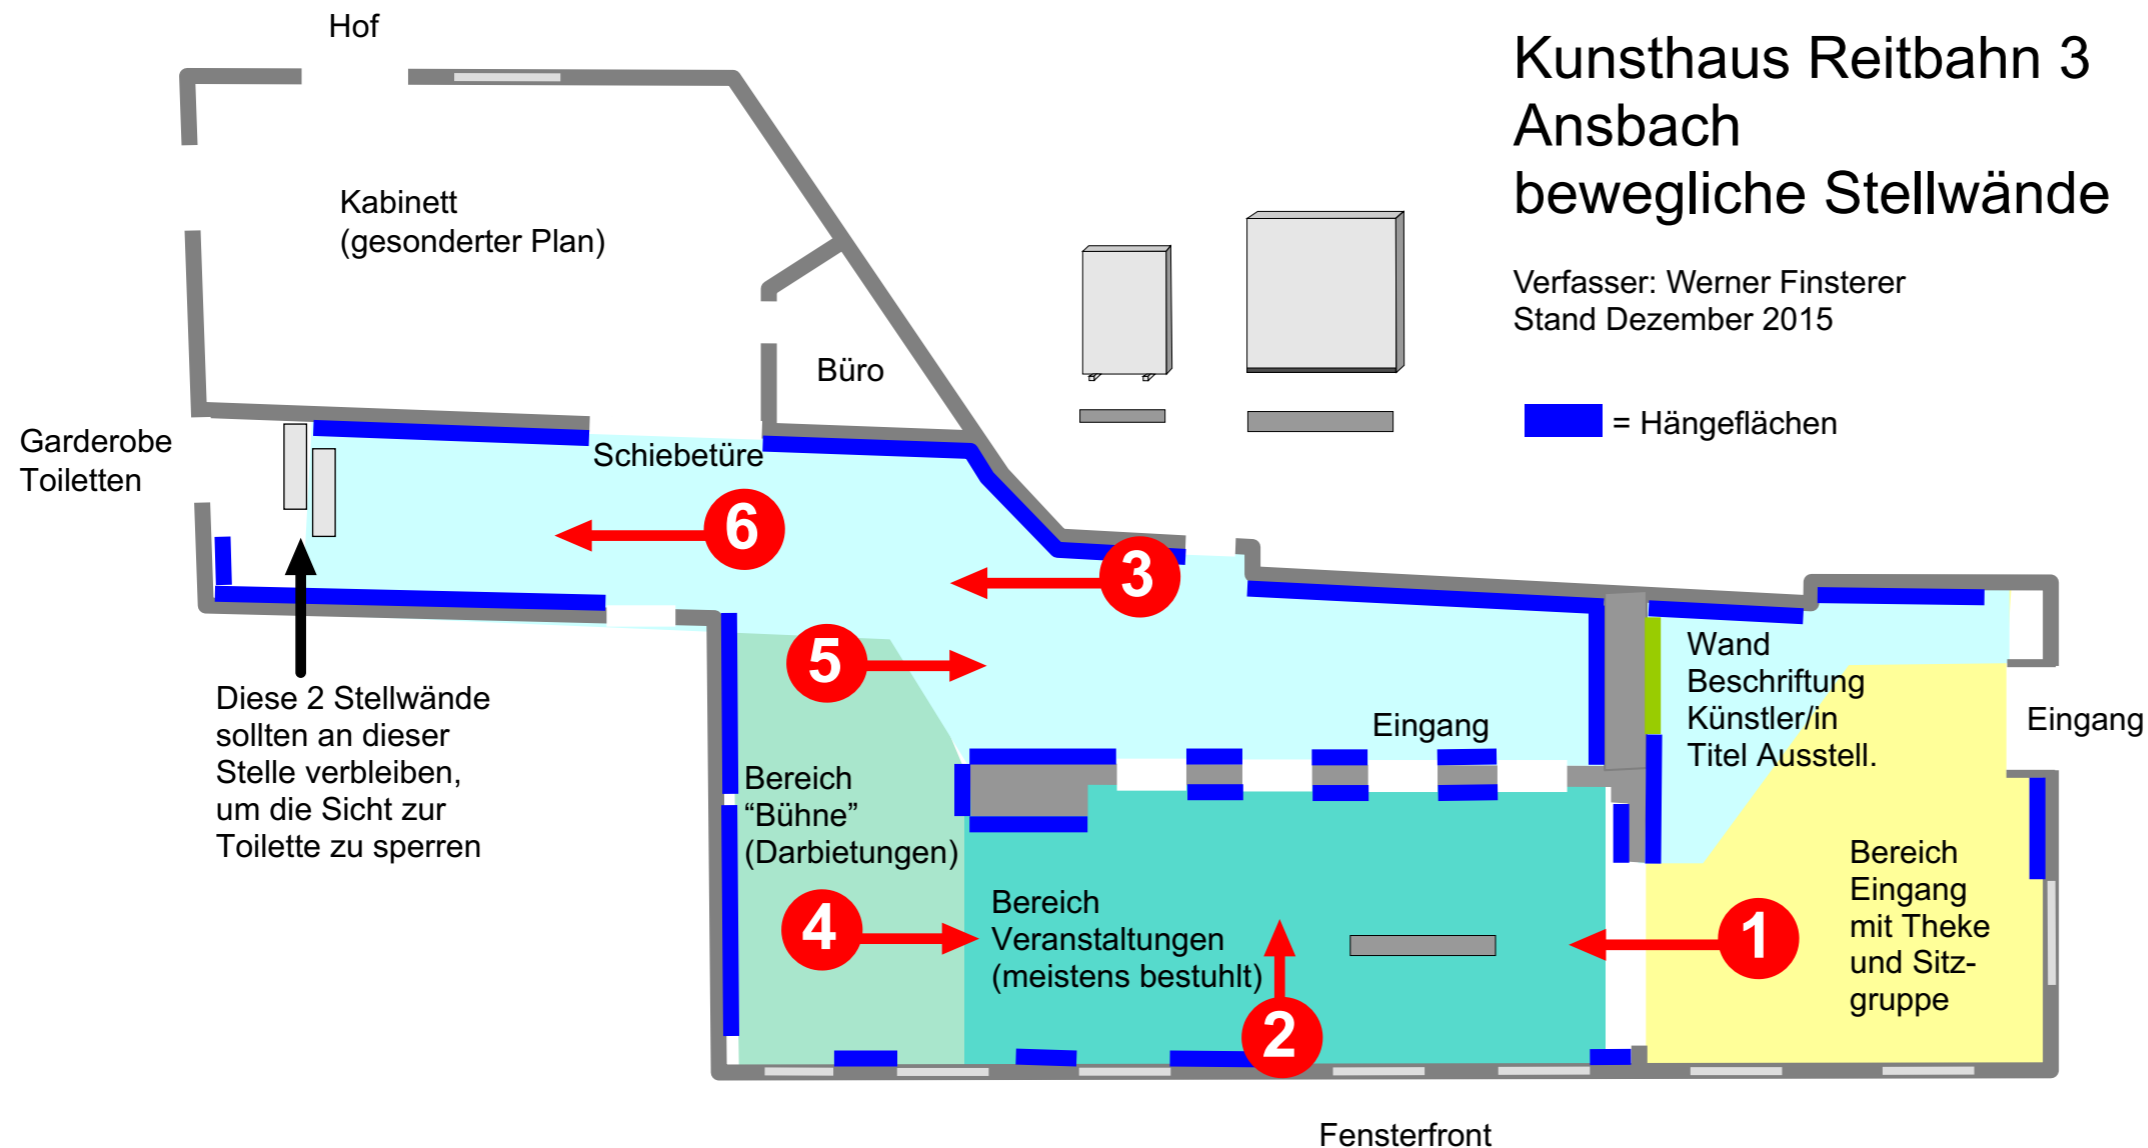 Hof
Kunsthaus Reitbahn 3
Ansbach
bewegliche Stellwände
Verfasser: Werner Finsterer
Stand Dezember 2015
= Hängeflächen
Kabinett
(gesonderter Plan)
Büro
Garderobe
Toiletten
Schiebetüre
6
3
5
Diese 2 Stellwände
sollten an dieser
Stelle verbleiben,
um die Sicht zur
Toilette zu sperren
Wand
Beschriftung
Künstler/in
Titel Ausstell.
Eingang
Eingang
Bereich
“Bühne”
(Darbietungen)
4
Bereich
Veranstaltungen
(meistens bestuhlt)
2
1
Bereich
Eingang
mit Theke
und Sitz-
gruppe
Fensterfront